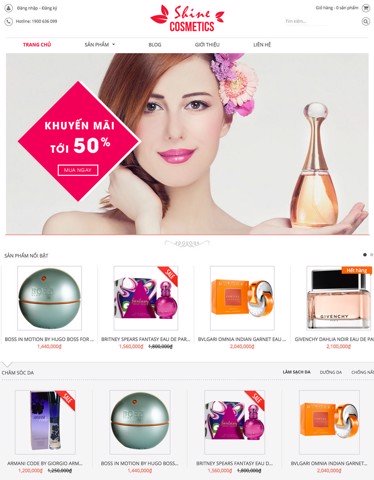 Đăng nhập - Đăng ký
Giỏ hàng - 0 sản phẩm
Hotline : 1900 636 099
Shine
COSMETICS
Tìm kiếm...
TRANG CHỦ SẢN PHẨM BLOG GIỚI THIỆU LIÊN HỆ
KHUYẾN MÃI
TỚI 50%
MUA NGAY
SẢN PHẨM NỔI BẬT
SALE
Hết hàng
GIVENCHY
BOSS IN MOTION BY HUGO BOSS FOR ...
1,440,000₫
BRITNEY SPEARS FANTASY EAU DE PAR...
1,560,000₫ 1,800,000₫
BVLGARI OMNIA INDIAN GARNET EAU ...
2,040,000₫
GIVENCHY DAHLIA NOIR EAU DE PA
2,100,000₫
CHĂM SÓC DA
LÀM SẠCH DA DƯỠNG DA CHỐNG NẮ
SALE
SALE
ARMANI CODE BY GIORGIO ARM...
1,200,000₫ 1,250,000₫
BOSS IN MOTION BY HUGO BOSS...
1,440,000₫
BRITNEY SPEARS FANTASY EAU D...
1,560,000₫ 1,800,000₫
BVLGARI OMNIA INDIAN GARNET...
2,040,000₫